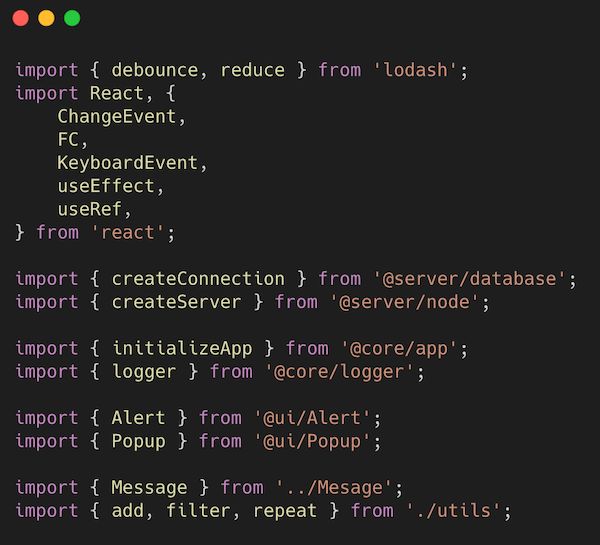 import { debounce, reduce } from 'lodash';
import React, {
    ChangeEvent,
    FC,
    KeyboardEvent,
    useEffect,
    useRef,
} from 'react';

import { createConnection } from '@server/database';
import { createServer } from '@server/node';

import { initializeApp } from '@core/app';
import { logger } from '@core/logger';

import { Alert } from '@ui/Alert';
import { Popup } from '@ui/Popup';

import { Message } from '../Mesage';
import { add, filter, repeat } from './utils';